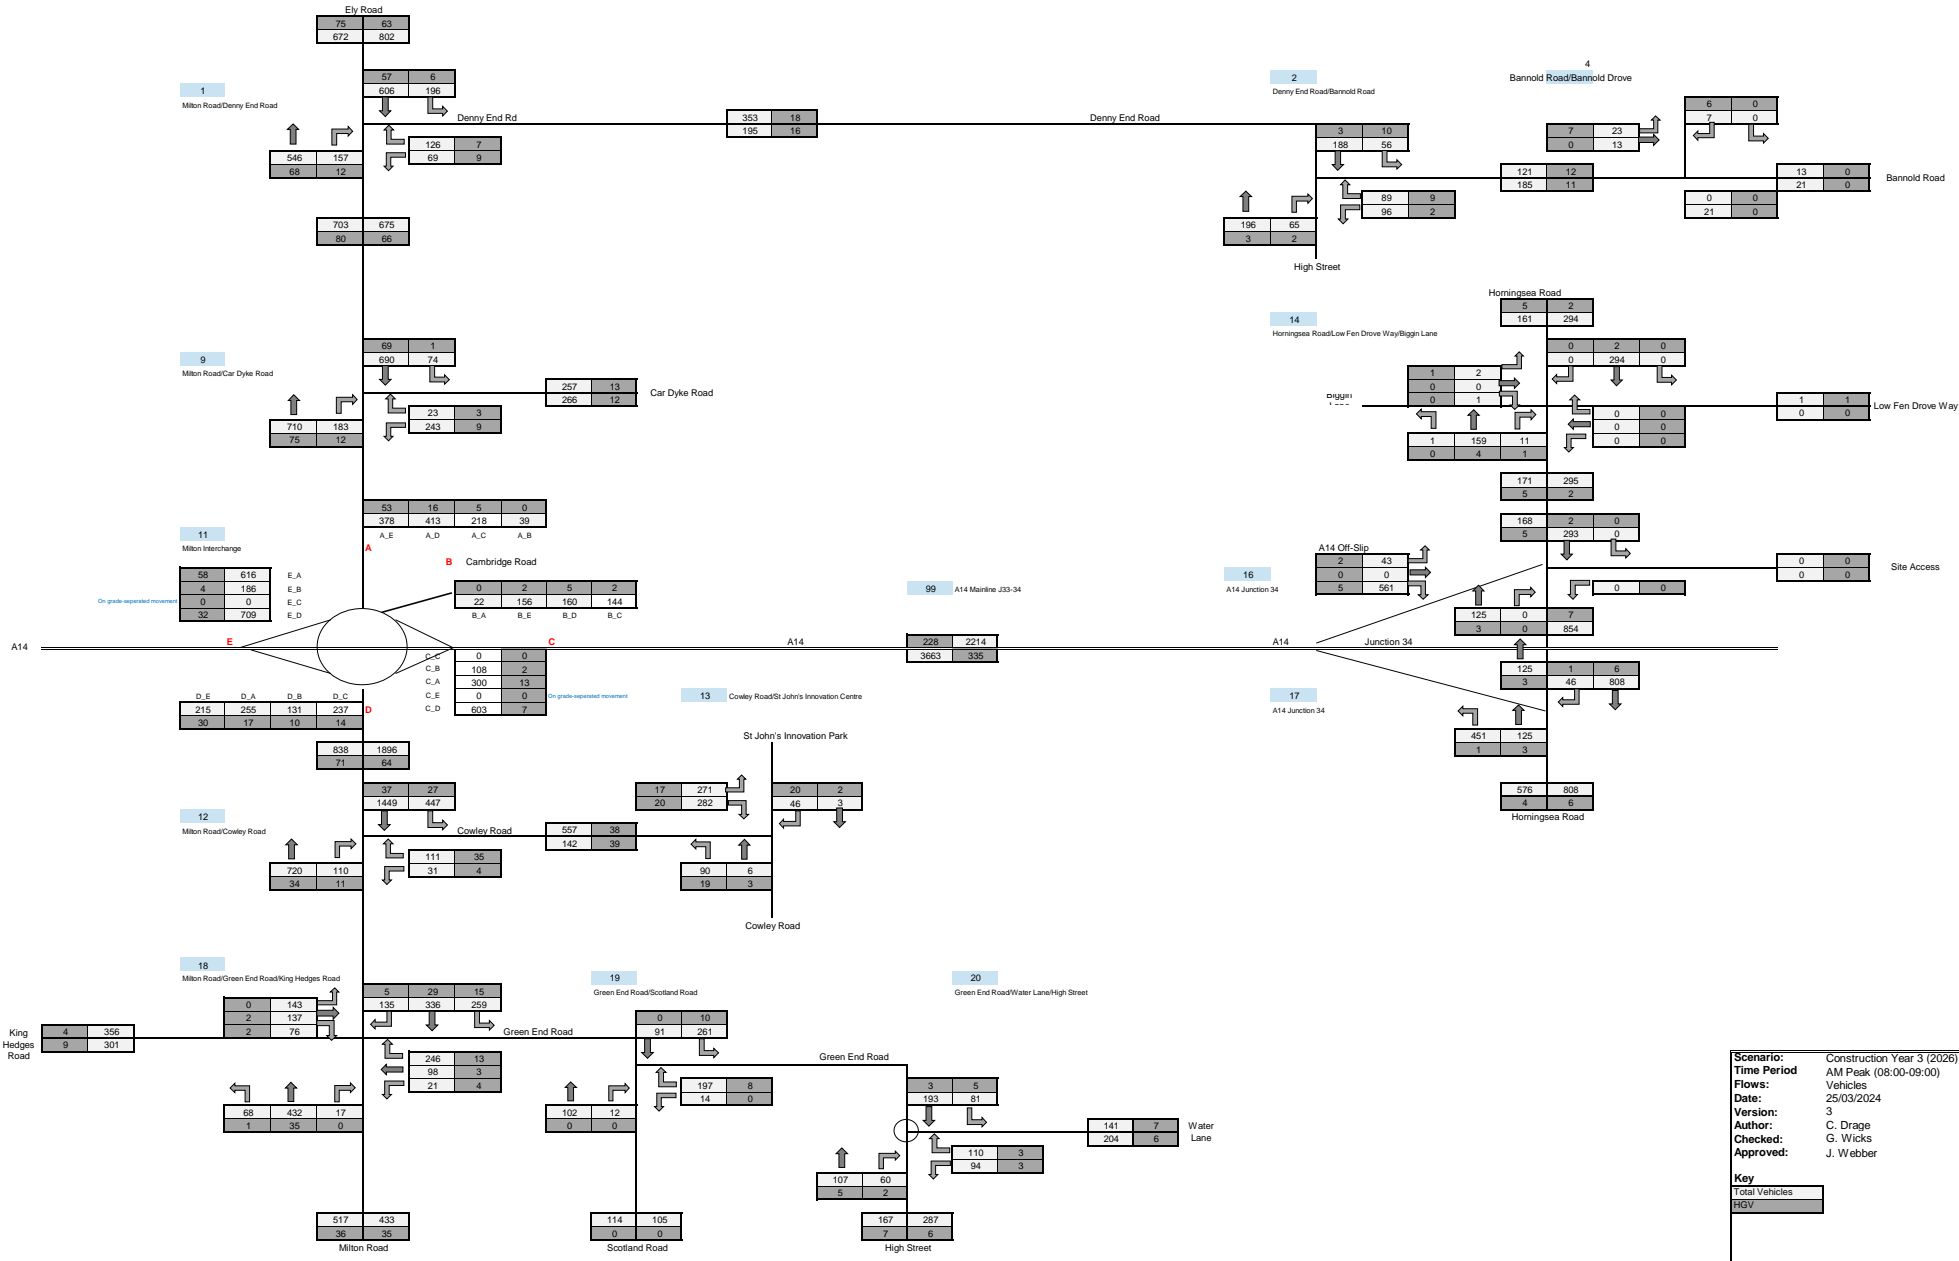 Ely Road
75 63
672 802
57 6
606 196
1
Milton Road/Denny End Road
Denny End Rd
126 7
69 9
546 157
68 12
353 18
195 16
Denny End Road
2
Denny End Road/Bannold Road
3 10
188 56
89 9
96 2
196 65
3 2
High Street
4
Bannold Road/Bannold Drove
6 0
7 0
7 23
0 13
121 12
185 11
13 0
21 0
Bannold Road
0 0
21 0
703 675
80 66
69 1
690 74
9
Milton Road/Car Dyke Road
257 13
266 12
Car Dyke Road
23 3
243 9
710 183
75 12
Horningsea Road
5 2
161 294
14
Horningsea Road/Low Fen Drove Way/Biggin Lane
0 2 0
0 294 0
1 2
0 0
0 1
Biggin
1 1
0 0
Low Fen Drove Way
0 0
0 0
0 0
1 159 11
0 4 1
171 295
5 2
168 2 0
5 293 0
53 16 5 0
378 413 218 39
A_E A_D A_C A_B
A
11
Milton Interchange
B Cambridge Road
58 616 E_A
4 186 E_B
0 0 E_C
32 709 E_D
On grade-seperated movement
0 2 5 2
22 156 160 144
B_A B_E B_D B_C
99 A14 Mainline J33-34
A14 Off-Slip
2 43
0 0
5 561
16
A14 Junction 34
0 0
0 0
Site Access
0 0
125 0 7
3 0 854
A14
E
C
A14
228 2214
3663 335
A14
Junction 34
C_C 0 0
C_B 108 2
C_A 300 13
C_E 0 0
C_D 603 7
On grade-seperated movement
125 1 6
3 46 808
D_E D_A D_B D_C
215 255 131 237
30 17 10 14
D
13 Cowley Road/St John's Innovation Centre
17
A14 Junction 34
451 125
1 3
838 1896
71 64
St John's Innovation Park
37 27
1449 447
17 271
20 282
20 2
46 3
576 808
4 6
Horningsea Road
12
Milton Road/Cowley Road
Cowley Road
557 38
142 39
111 35
31 4
720 110
34 11
90 6
19 3
Cowley Road
18
Milton Road/Green End Road/King Hedges Road
19
Green End Road/Scotland Road
20
Green End Road/Water Lane/High Street
5 29 15
135 336 259
0 143
2 137
2 76
King
Hedges
Road
4 356
9 301
Green End Road
0 10
91 261
246 13
98 3
21 4
68 432 17
1 35 0
Green End Road
197 8
14 0
102 12
0 0
3 5
193 81
141 7
204 6
Water
Lane
110 3
94 3
107 60
5 2
517 433
36 35
Milton Road
114 105
0 0
Scotland Road
167 287
7 6
High Street
Scenario: Construction Year 3 (2026)
Time Period AM Peak (08:00-09:00)
Flows: Vehicles
Date: 25/03/2024
Version: 3
Author: C. Drage
Checked: G. Wicks
Approved: J. Webber
Key
Total Vehicles
HGV